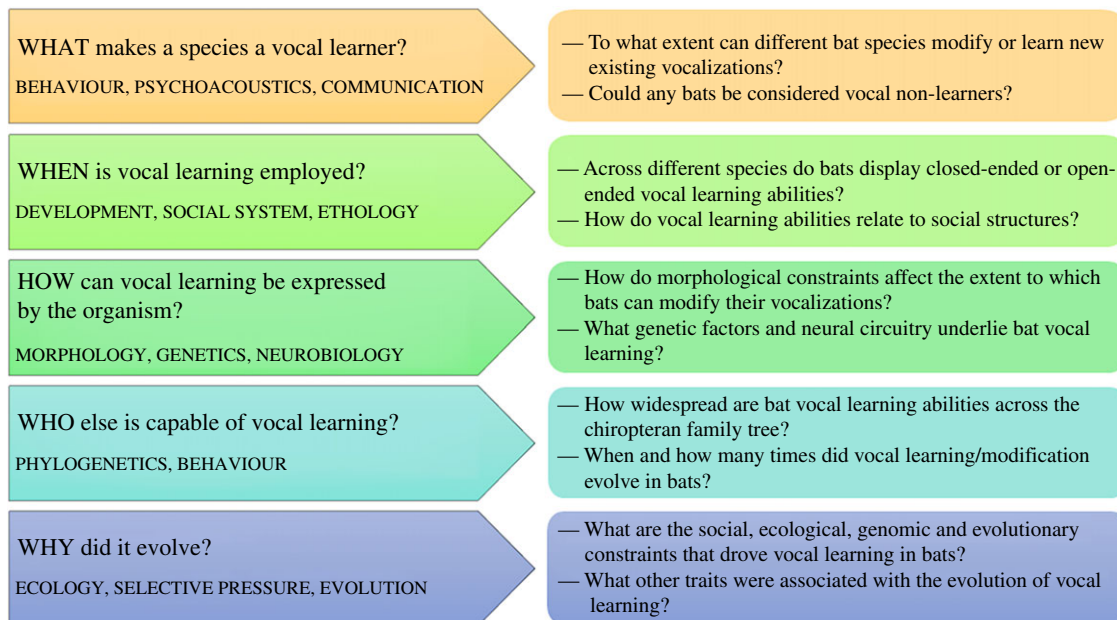 WHAT makes a species a vocal learner?
BEHAVIOUR, PSYCHOACOUSTICS, COMMUNICATION
— To what extent can different bat species modify or learn new
existing vocalizations?
— Could any bats be considered vocal non-learners?
WHEN is vocal learning employed?
DEVELOPMENT, SOCIAL SYSTEM, ETHOLOGY
— Across different species do bats display closed-ended or open-
ended vocal learning abilities?
— How do vocal learning abilities relate to social structures?
HOW can vocal learning be expressed
by the organism?
MORPHOLOGY, GENETICS, NEUROBIOLOGY
— How do morphological constraints affect the extent to which
bats can modify their vocalizations?
— What genetic factors and neural circuitry underlie bat vocal
learning?
WHO else is capable of vocal learning?
PHYLOGENETICS, BEHAVIOUR
— How widespread are bat vocal learning abilities across the
chiropteran family tree?
— When and how many times did vocal learning/modification
evolve in bats?
WHY did it evolve?
ECOLOGY, SELECTIVE PRESSURE, EVOLUTION
— What are the social, ecological, genomic and evolutionary
constraints that drove vocal learning in bats?
— What other traits were associated with the evolution of vocal
learning?